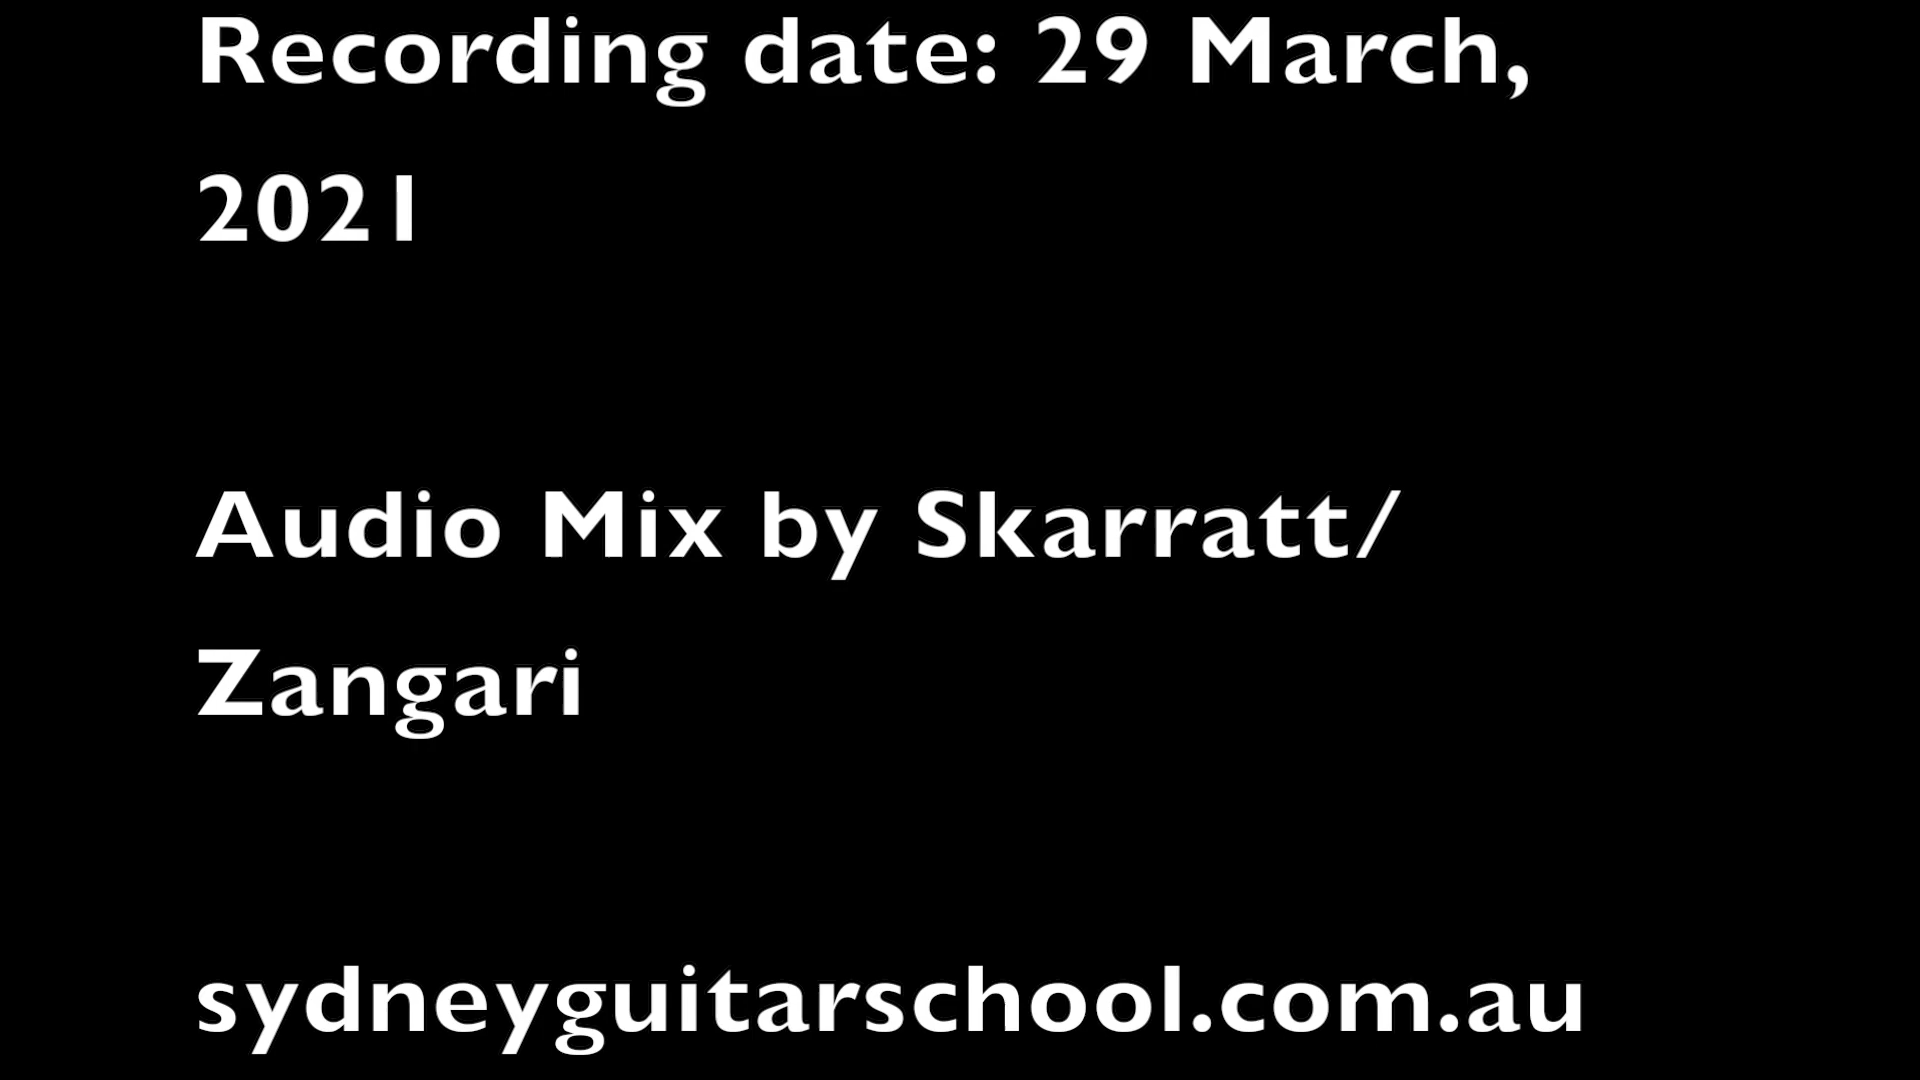 Recording date: 29 March,
2021
Audio Mix by Skarratt/
Zangari
sydneyguitarschool.com.au